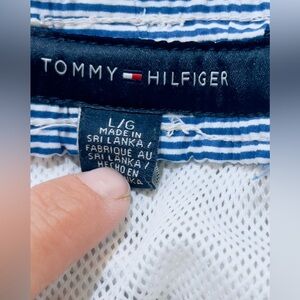 TOMMY HILFIGER
L/G
MADE IN
SRI LANKA/
FABRIQUE AU
SRI LANKA/
HECHO EN